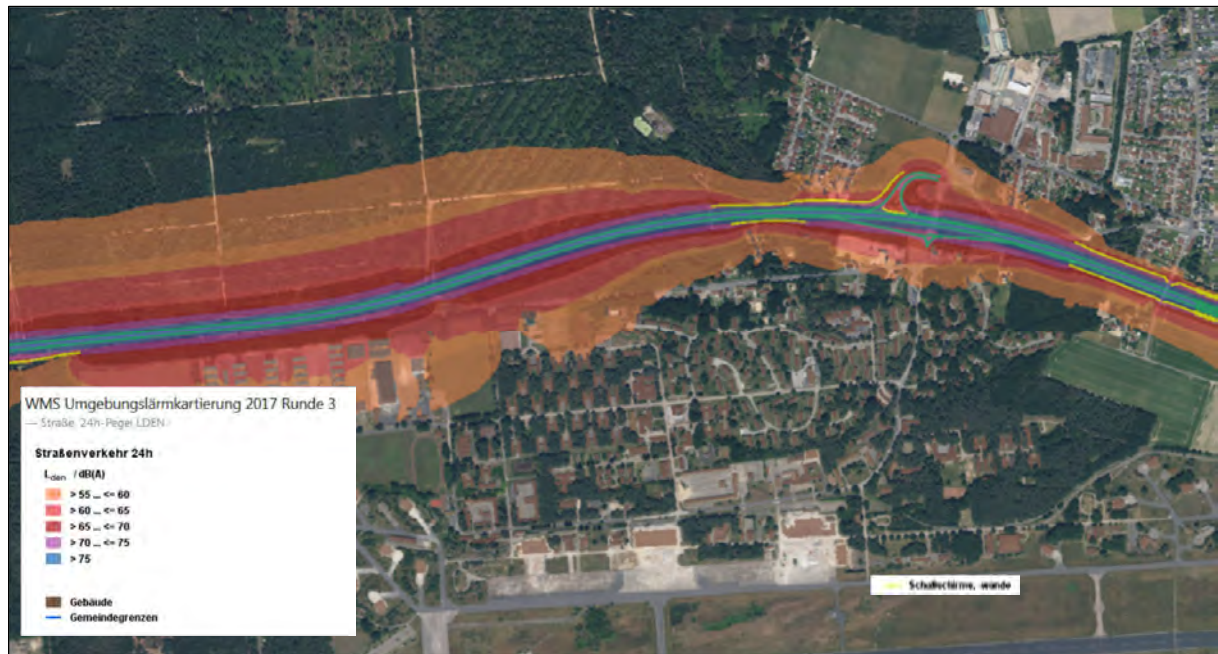 WMS Umgebungslärmkartierung 2017 Runde 3
— Straße 24h-Pegel LDEN
Straßenverkehr 24h
Lden / dB(A)
> 55 ... <= 60
> 60 ... <= 65
> 65 ... <= 70
> 70 ... <= 75
> 75
Gebäude
Gemeindegrenzen
Schallschirme, -wände